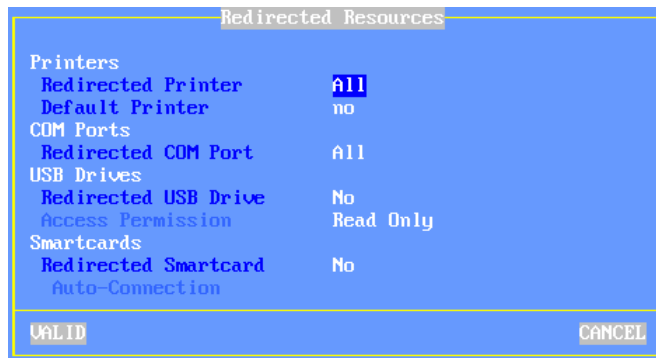 Redirected Resources
Printers
Redirected Printer All
Default Printer no
COM Ports
Redirected COM Port All
USB Drives
Redirected USB Drive No
Access Permission Read Only
Smartcards
Redirected Smartcard No
Auto-Connection
VALID CANCEL